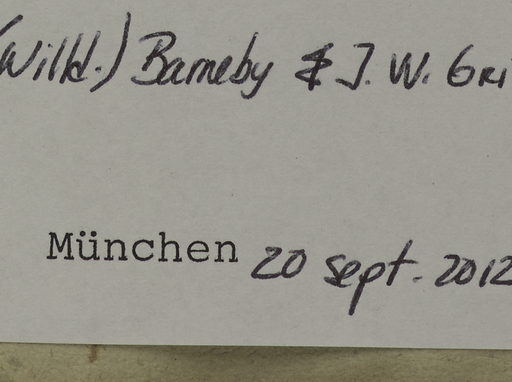 (Willd.) Barneby & J. W. Gri
München 20 sept. 2012